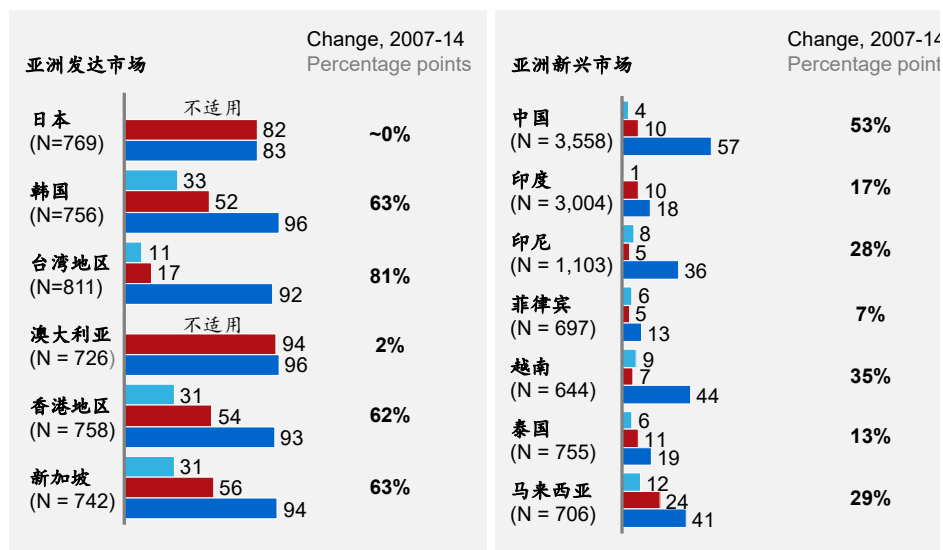 亚洲发达市场
Change, 2007-14
Percentage points
日本
(N=769)
不适用
82
83
~0%
韩国
(N=756)
33
52
96
63%
台湾地区
(N=811)
11
17
92
81%
澳大利亚
(N = 726)
不适用
94
96
2%
香港地区
(N = 758)
31
54
93
62%
新加坡
(N = 742)
31
56
94
63%
亚洲新兴市场
Change, 2007-14
Percentage point
中国
(N = 3,558)
4
10
57
53%
印度
(N = 3,004)
1
10
18
17%
印尼
(N = 1,103)
8
5
36
28%
菲律宾
(N = 697)
6
5
13
7%
越南
(N = 644)
9
7
44
35%
泰国
(N = 755)
6
11
19
13%
马来西亚
(N = 706)
12
24
41
29%